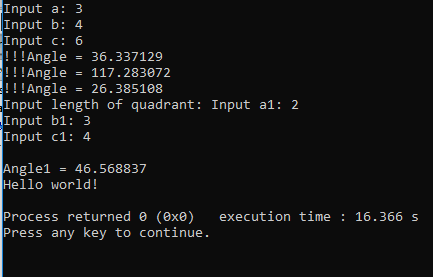 Input a: 3
Input b: 4
Input c: 6
!!!Angle = 36.337129
!!!Angle = 117.283072
!!!Angle = 26.385108
Input length of quadrant: Input a1: 2
Input b1: 3
Input c1: 4
Angle1 = 46.568837
Hello world!
Process returned 0 (0x0)   execution time : 16.366 s
Press any key to continue.